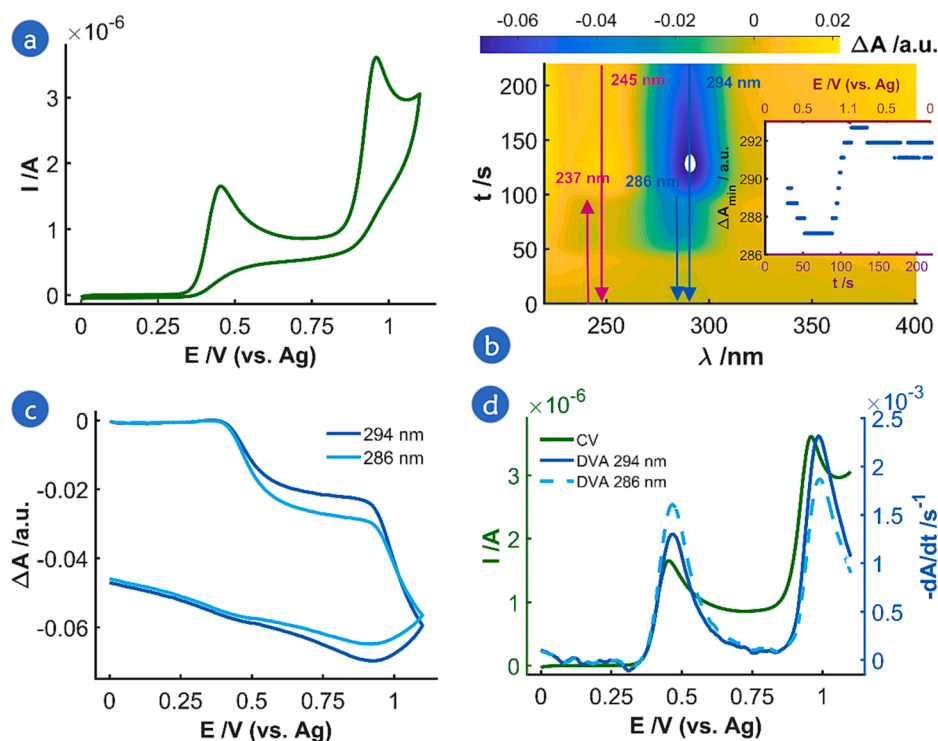 a
×10⁻⁶
4
3
2
1
0
I /A
0
0.25
0.5
0.75
1
E /V (vs. Ag)
-0.06
-0.04
-0.02
0
0.02
ΔA /a.u.
200
150
100
50
0
t /s
245 nm
294 nm
237 nm
286 nm
E /V (vs. Ag)
0
0.5
1.1
0.5
0
292
290
288
286
ΔA_min / a.u.
0
50
100
150
200
t /s
250
300
350
400
λ /nm
b
c
0
-0.02
-0.04
-0.06
ΔA /a.u.
294 nm
286 nm
0
0.25
0.5
0.75
1
E /V (vs. Ag)
d
×10⁻⁶
×10⁻³
4
3
2
1
0
I /A
CV
DVA 294 nm
DVA 286 nm
2.5
2
1.5
1
0.5
0
-dA/dt /s⁻¹
0
0.25
0.5
0.75
1
E /V (vs. Ag)